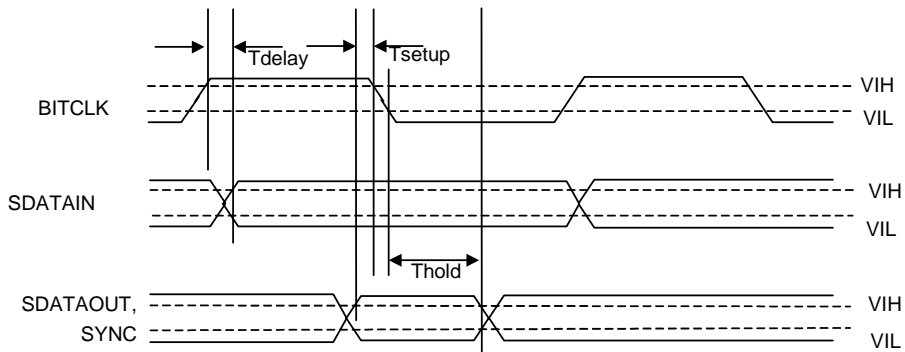 Tdelay
Tsetup
BITCLK
VIH
VIL
SDATAIN
VIH
VIL
Thold
SDATAOUT,
SYNC
VIH
VIL